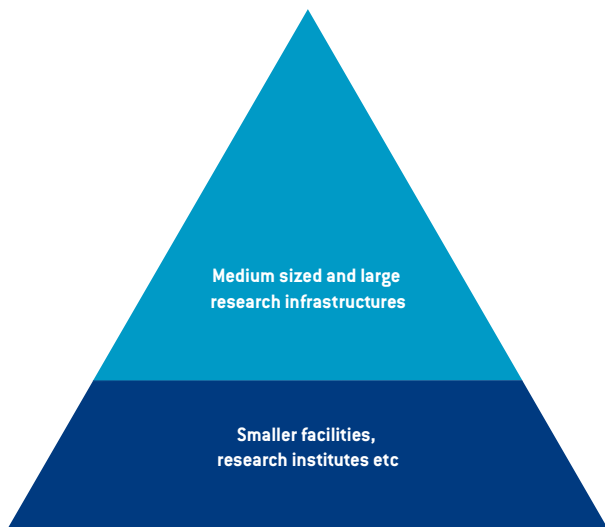 Medium sized and large
research infrastructures
Smaller facilities,
research institutes etc